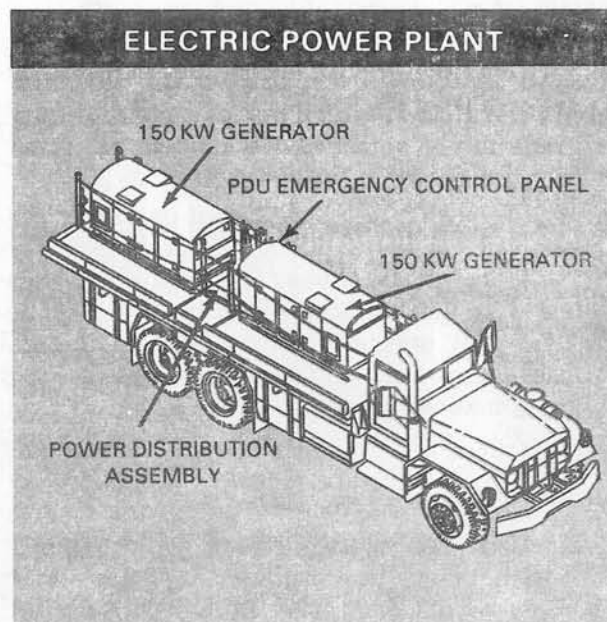 ELECTRIC POWER PLANT
150 KW GENERATOR
PDU EMERGENCY CONTROL PANEL
150 KW GENERATOR
POWER DISTRIBUTION
ASSEMBLY